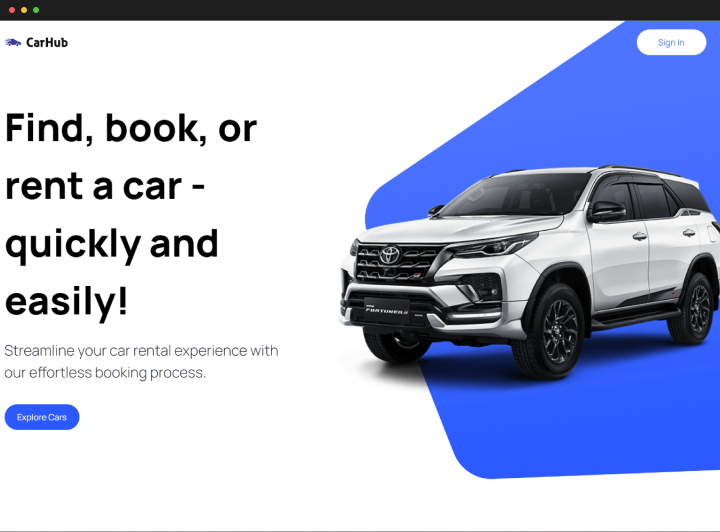 CarHub
Sign In
Find, book, or
rent a car -
quickly and
easily!
Streamline your car rental experience with
our effortless booking process.
Explore Cars
FORTUNER